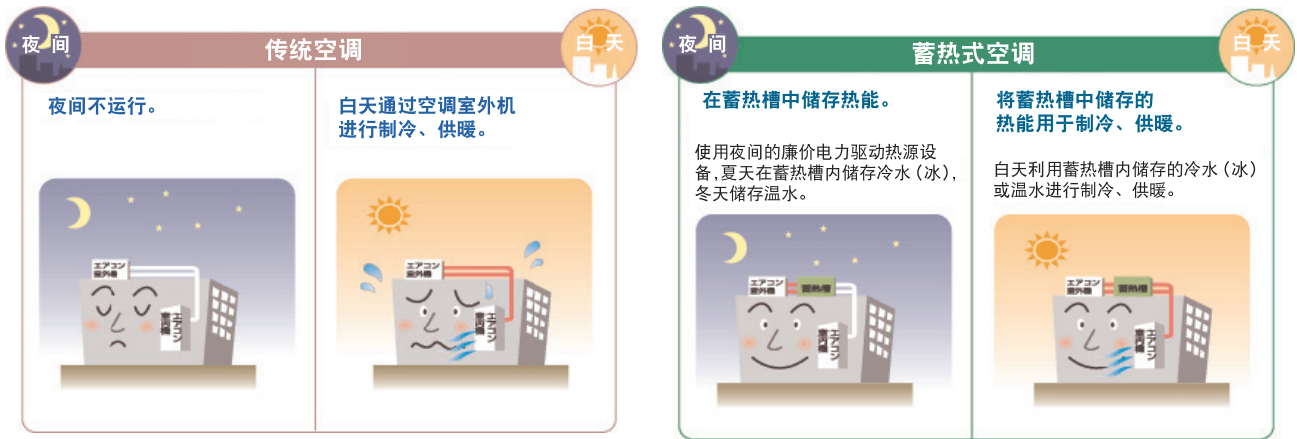 夜 间
传统空调
白 天
夜间不运行。
白天通过空调室外机
进行制冷、供暖。
エアコン
室外機
エアコン
室内機
エアコン
室外機
エアコン
室内機
夜 间
蓄热式空调
白 天
在蓄热槽中储存热能。
使用夜间的廉价电力驱动热源设
备,夏天在蓄热槽内储存冷水(冰),
冬天储存温水。
将蓄热槽中储存的
热能用于制冷、供暖。
白天利用蓄热槽内储存的冷水(冰)
或温水进行制冷、供暖。
エアコン
室外機
蓄熱槽
エアコン
室内機
エアコン
室外機
蓄熱槽
エアコン
室内機